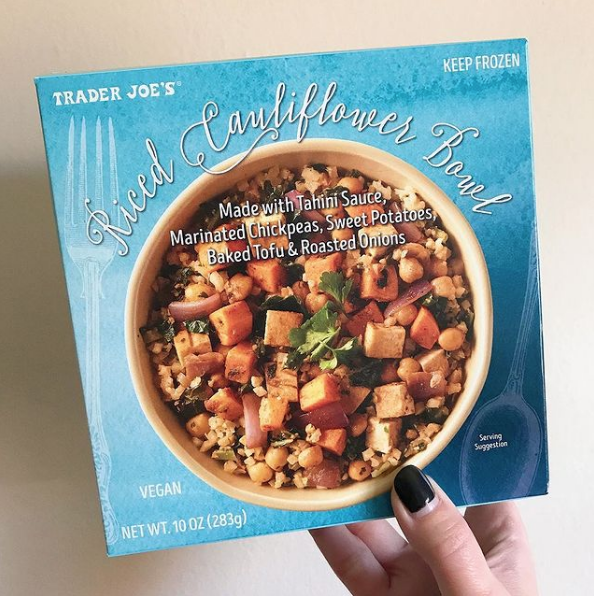 TRADER JOE'S®
KEEP FROZEN
Riced Cauliflower Bowl
Made with Tahini Sauce,
Marinated Chickpeas, Sweet Potatoes,
Baked Tofu & Roasted Onions
Serving
Suggestion
VEGAN
NET WT. 10 OZ (283g)